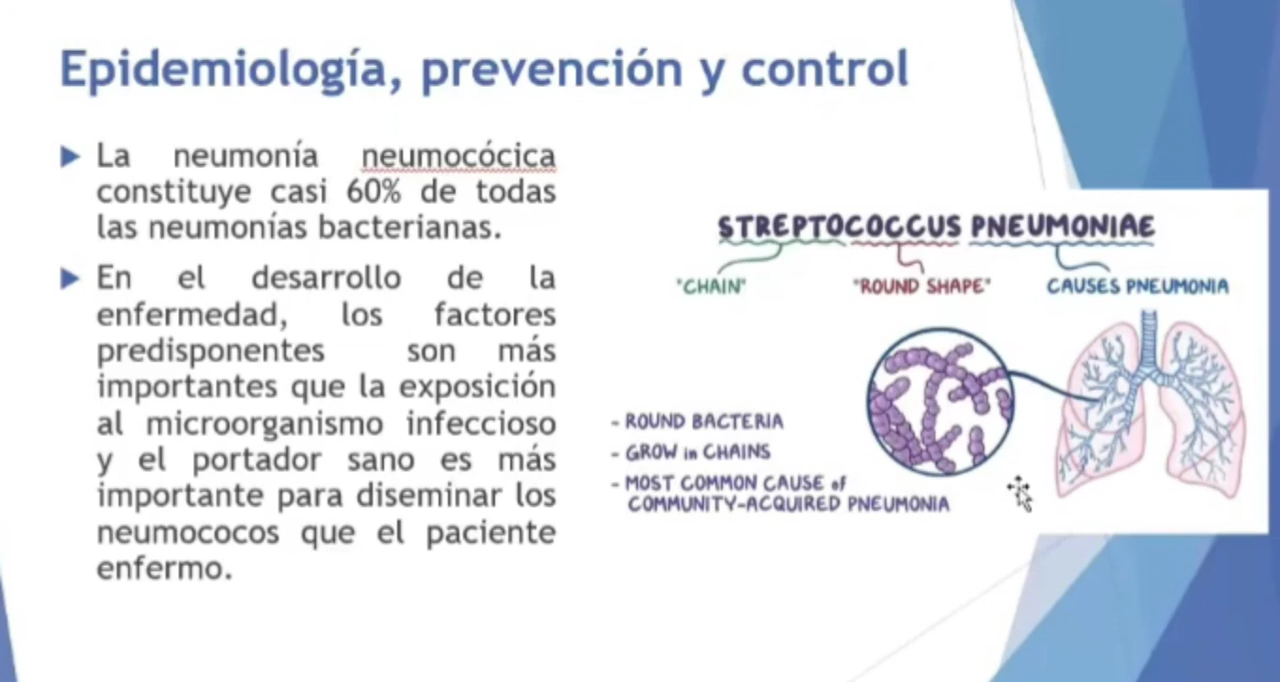 Epidemiología, prevención y control
La neumonía neumocócica
constituye casi 60% de todas
las neumonías bacterianas.
En el desarrollo de la
enfermedad, los factores
predisponentes son más
importantes que la exposición
al microorganismo infeccioso
y el portador sano es más
importante para diseminar los
neumococos que el paciente
enfermo.
STREPTOCOCCUS PNEUMONIAE
"CHAIN" "ROUND SHAPE" CAUSES PNEUMONIA
- ROUND BACTERIA
- GROW in CHAINS
- MOST COMMON CAUSE of
COMMUNITY-ACQUIRED PNEUMONIA